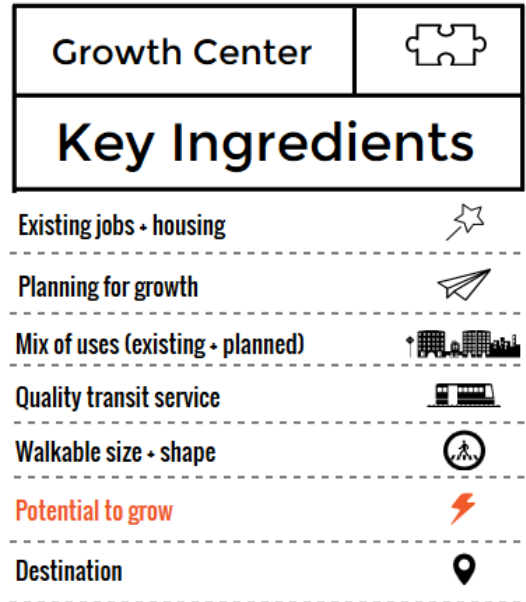 Growth Center
Key Ingredients
Existing jobs + housing
Planning for growth
Mix of uses (existing + planned)
Quality transit service
Walkable size + shape
Potential to grow
Destination